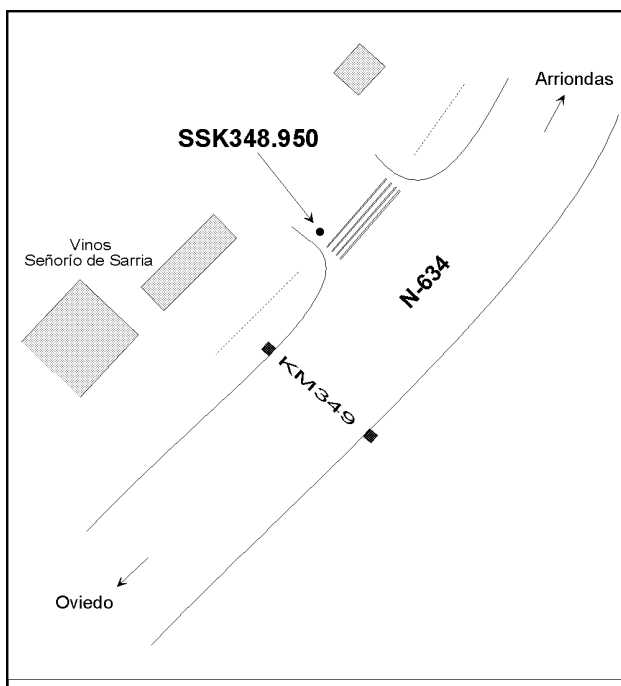 Arriondas
SSK348.950
Vinos
Señorío de Sarria
N-634
KM349
Oviedo